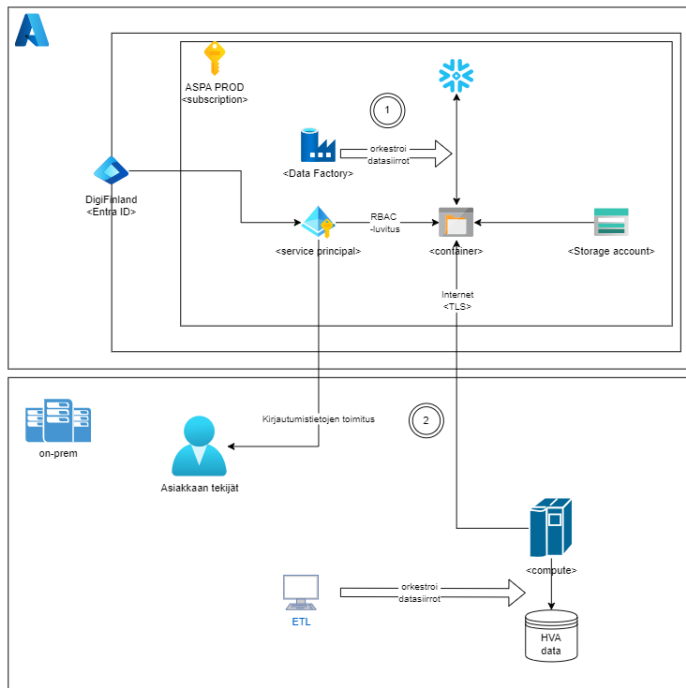 ASPA PROD
<subscription>
1
orkestroi
datasiirrot
<Data Factory>
DigiFinland
<Entra ID>
RBAC
-luvitus
<service principal>
<container>
<Storage account>
Internet
<TLS>
Kirjautumistietojen toimitus
2
on-prem
Asiakkaan tekijät
<compute>
orkestroi
datasiirrot
ETL
HVA
data